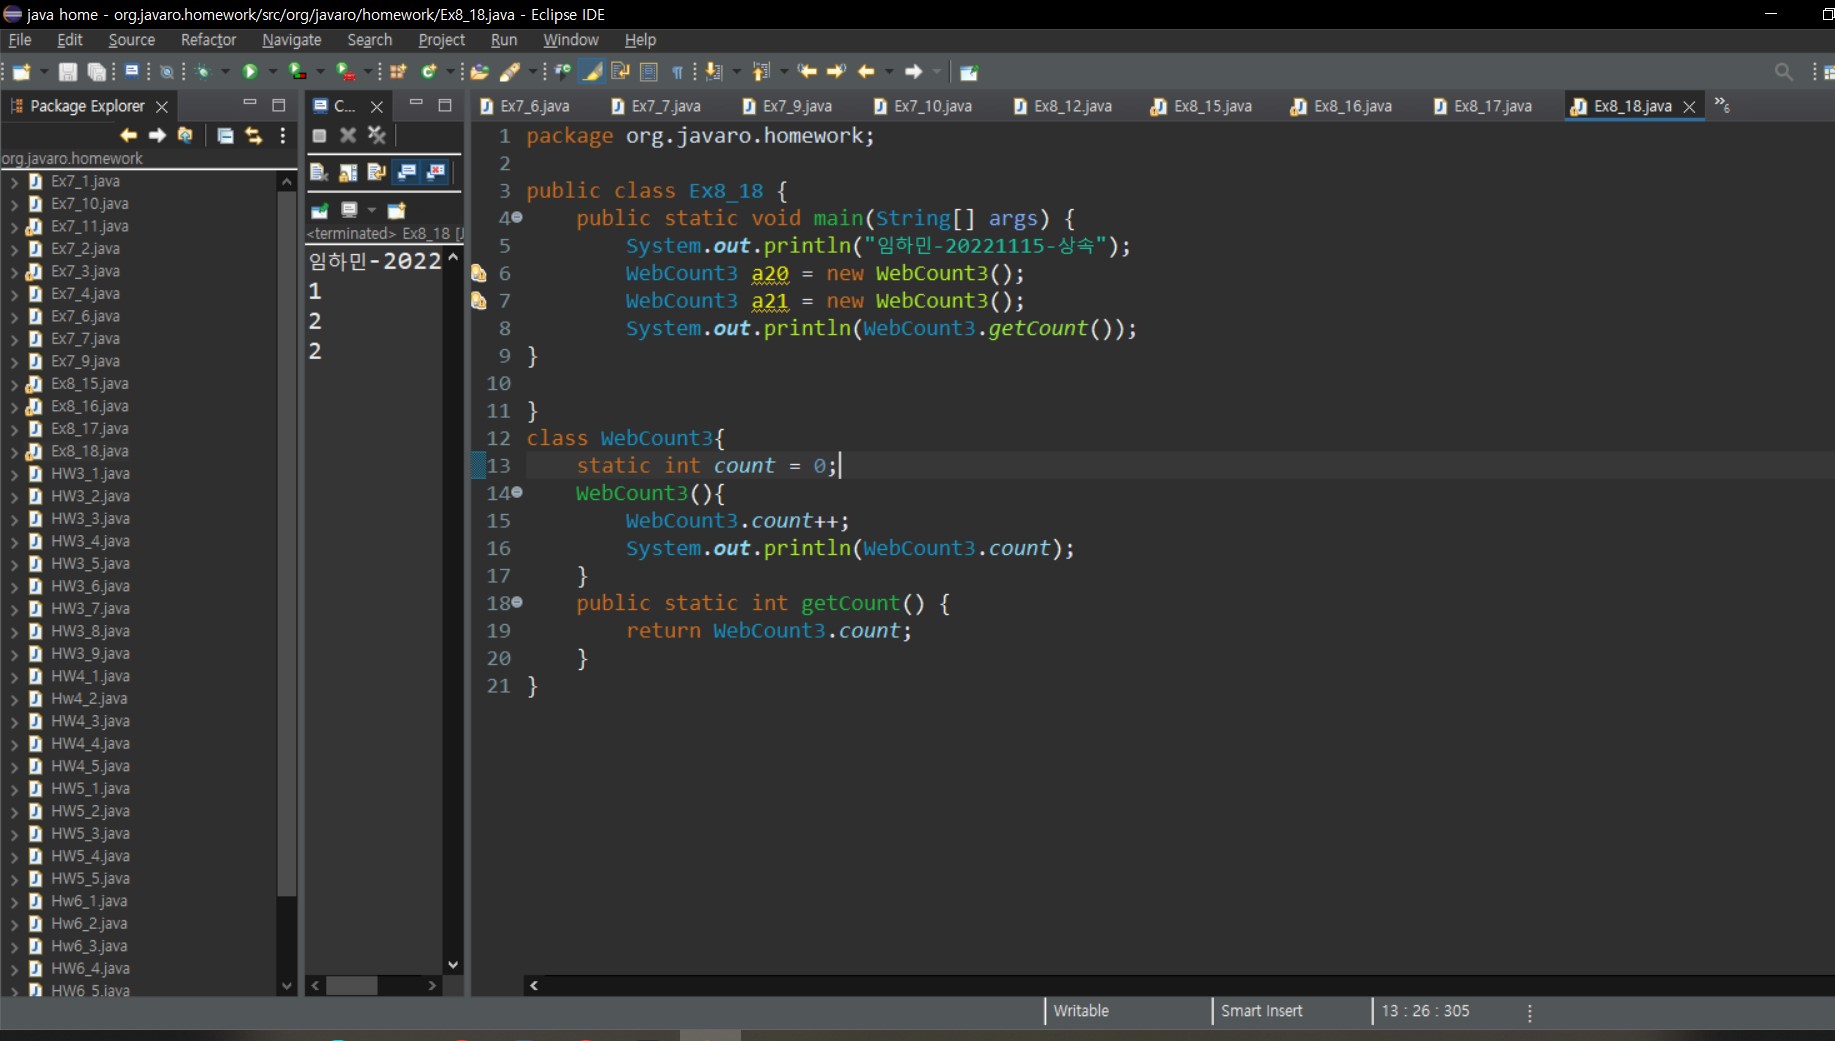 java home - org.javaro.homework/src/org/javaro/homework/Ex8_18.java - Eclipse IDE
File Edit Source Refactor Navigate Search Project Run Window Help
Package Explorer
org.javaro.homework
Ex7_1.java
Ex7_10.java
Ex7_11.java
Ex7_2.java
Ex7_3.java
Ex7_4.java
Ex7_6.java
Ex7_7.java
Ex7_9.java
Ex8_15.java
Ex8_16.java
Ex8_17.java
Ex8_18.java
HW3_1.java
HW3_2.java
HW3_3.java
HW3_4.java
HW3_5.java
HW3_6.java
HW3_7.java
HW3_8.java
HW3_9.java
HW4_1.java
Hw4_2.java
HW4_3.java
HW4_4.java
HW4_5.java
HW5_1.java
HW5_2.java
HW5_3.java
HW5_4.java
HW5_5.java
Hw6_1.java
Hw6_2.java
Hw6_3.java
HW6_4.java
HW6_5.java
C...
<terminated> Ex8_18 [J
임하민-2022
1
2
2
Ex7_6.java Ex7_7.java Ex7_9.java Ex7_10.java Ex8_12.java Ex8_15.java Ex8_16.java Ex8_17.java Ex8_18.java »6
1 package org.javaro.homework;
2
3 public class Ex8_18 {
4 public static void main(String[] args) {
5 System.out.println("임하민-20221115-상속");
6 WebCount3 a20 = new WebCount3();
7 WebCount3 a21 = new WebCount3();
8 System.out.println(WebCount3.getCount());
9 }
10
11 }
12 class WebCount3{
13 static int count = 0;
14 WebCount3(){
15 WebCount3.count++;
16 System.out.println(WebCount3.count);
17 }
18 public static int getCount() {
19 return WebCount3.count;
20 }
21 }
Writable Smart Insert 13 : 26 : 305